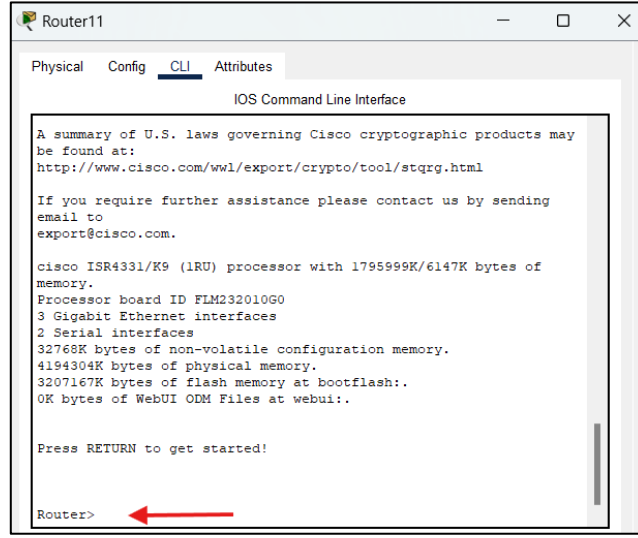 Router11
Physical Config CLI Attributes
IOS Command Line Interface
A summary of U.S. laws governing Cisco cryptographic products may
be found at:
http://www.cisco.com/wwl/export/crypto/tool/stqrg.html
If you require further assistance please contact us by sending
email to
export@cisco.com.
cisco ISR4331/K9 (1RU) processor with 1795999K/6147K bytes of
memory.
Processor board ID FLM232010G0
3 Gigabit Ethernet interfaces
2 Serial interfaces
32768K bytes of non-volatile configuration memory.
4194304K bytes of physical memory.
3207167K bytes of flash memory at bootflash:.
0K bytes of WebUI ODM Files at webui:.
Press RETURN to get started!
Router>